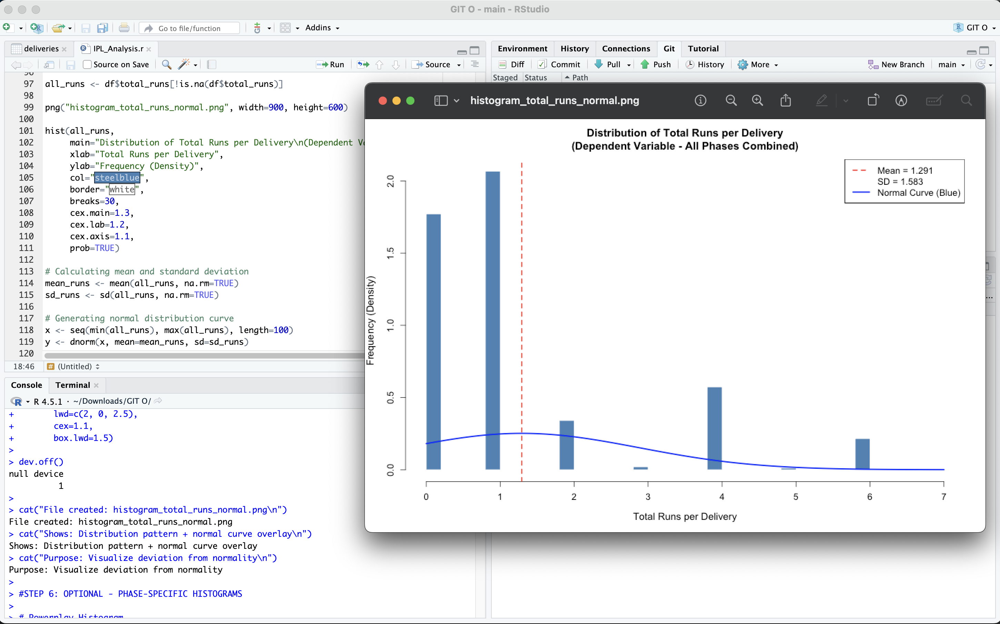 GIT O - main - RStudio
Go to file/function
Addins
GIT O
deliveries
IPL_Analysis.r
Source on Save
Run
Source
96
97 all_runs <- df$total_runs[!is.na(df$total_runs)]
98
99 png("histogram_total_runs_normal.png", width=900, height=600)
100
101 hist(all_runs,
102 main="Distribution of Total Runs per Delivery\n(Dependent
103 xlab="Total Runs per Delivery",
104 ylab="Frequency (Density)",
105 col="steelblue",
106 border="white",
107 breaks=30,
108 cex.main=1.3,
109 cex.lab=1.2,
110 cex.axis=1.1,
111 prob=TRUE)
112
113 # Calculating mean and standard deviation
114 mean_runs <- mean(all_runs, na.rm=TRUE)
115 sd_runs <- sd(all_runs, na.rm=TRUE)
116
117 # Generating normal distribution curve
118 x <- seq(min(all_runs), max(all_runs), length=100)
119 y <- dnorm(x, mean=mean_runs, sd=sd_runs)
120
18:46 # (Untitled)
Console Terminal
R 4.5.1 · ~/Downloads/GIT O/
+ lwd=c(2, 0, 2.5),
+ cex=1.1,
+ box.lwd=1.5)
>
> dev.off()
null device
1
>
> cat("File created: histogram_total_runs_normal.png\n")
File created: histogram_total_runs_normal.png
> cat("Shows: Distribution pattern + normal curve overlay\n")
Shows: Distribution pattern + normal curve overlay
> cat("Purpose: Visualize deviation from normality\n")
Purpose: Visualize deviation from normality
>
> #STEP 6: OPTIONAL - PHASE-SPECIFIC HISTOGRAMS
>
> # Powerplay Histogram
Environment History Connections Git Tutorial
Diff Commit Pull Push History More New Branch main
Staged Status Path
histogram_total_runs_normal.png
Distribution of Total Runs per Delivery
(Dependent Variable - All Phases Combined)
Mean = 1.291
SD = 1.583
Normal Curve (Blue)
Frequency (Density)
2.0
1.5
1.0
0.5
0.0
0 1 2 3 4 5 6 7
Total Runs per Delivery